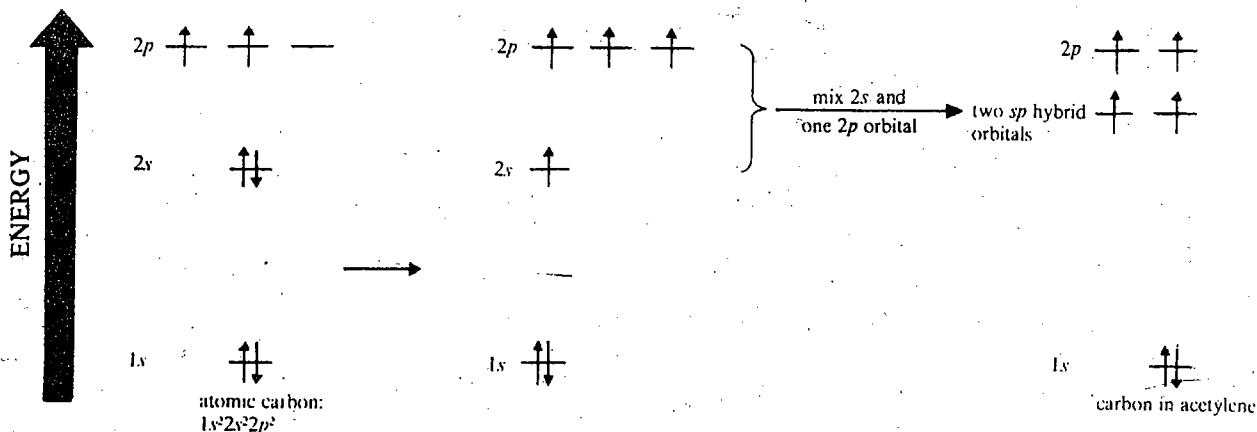 ENERGY
2p
2p
2p
mix 2s and
one 2p orbital
two sp hybrid
orbitals
2s
2s
1s
1s
1s
atomic carbon:
1s²2s²2p²
carbon in acetylene